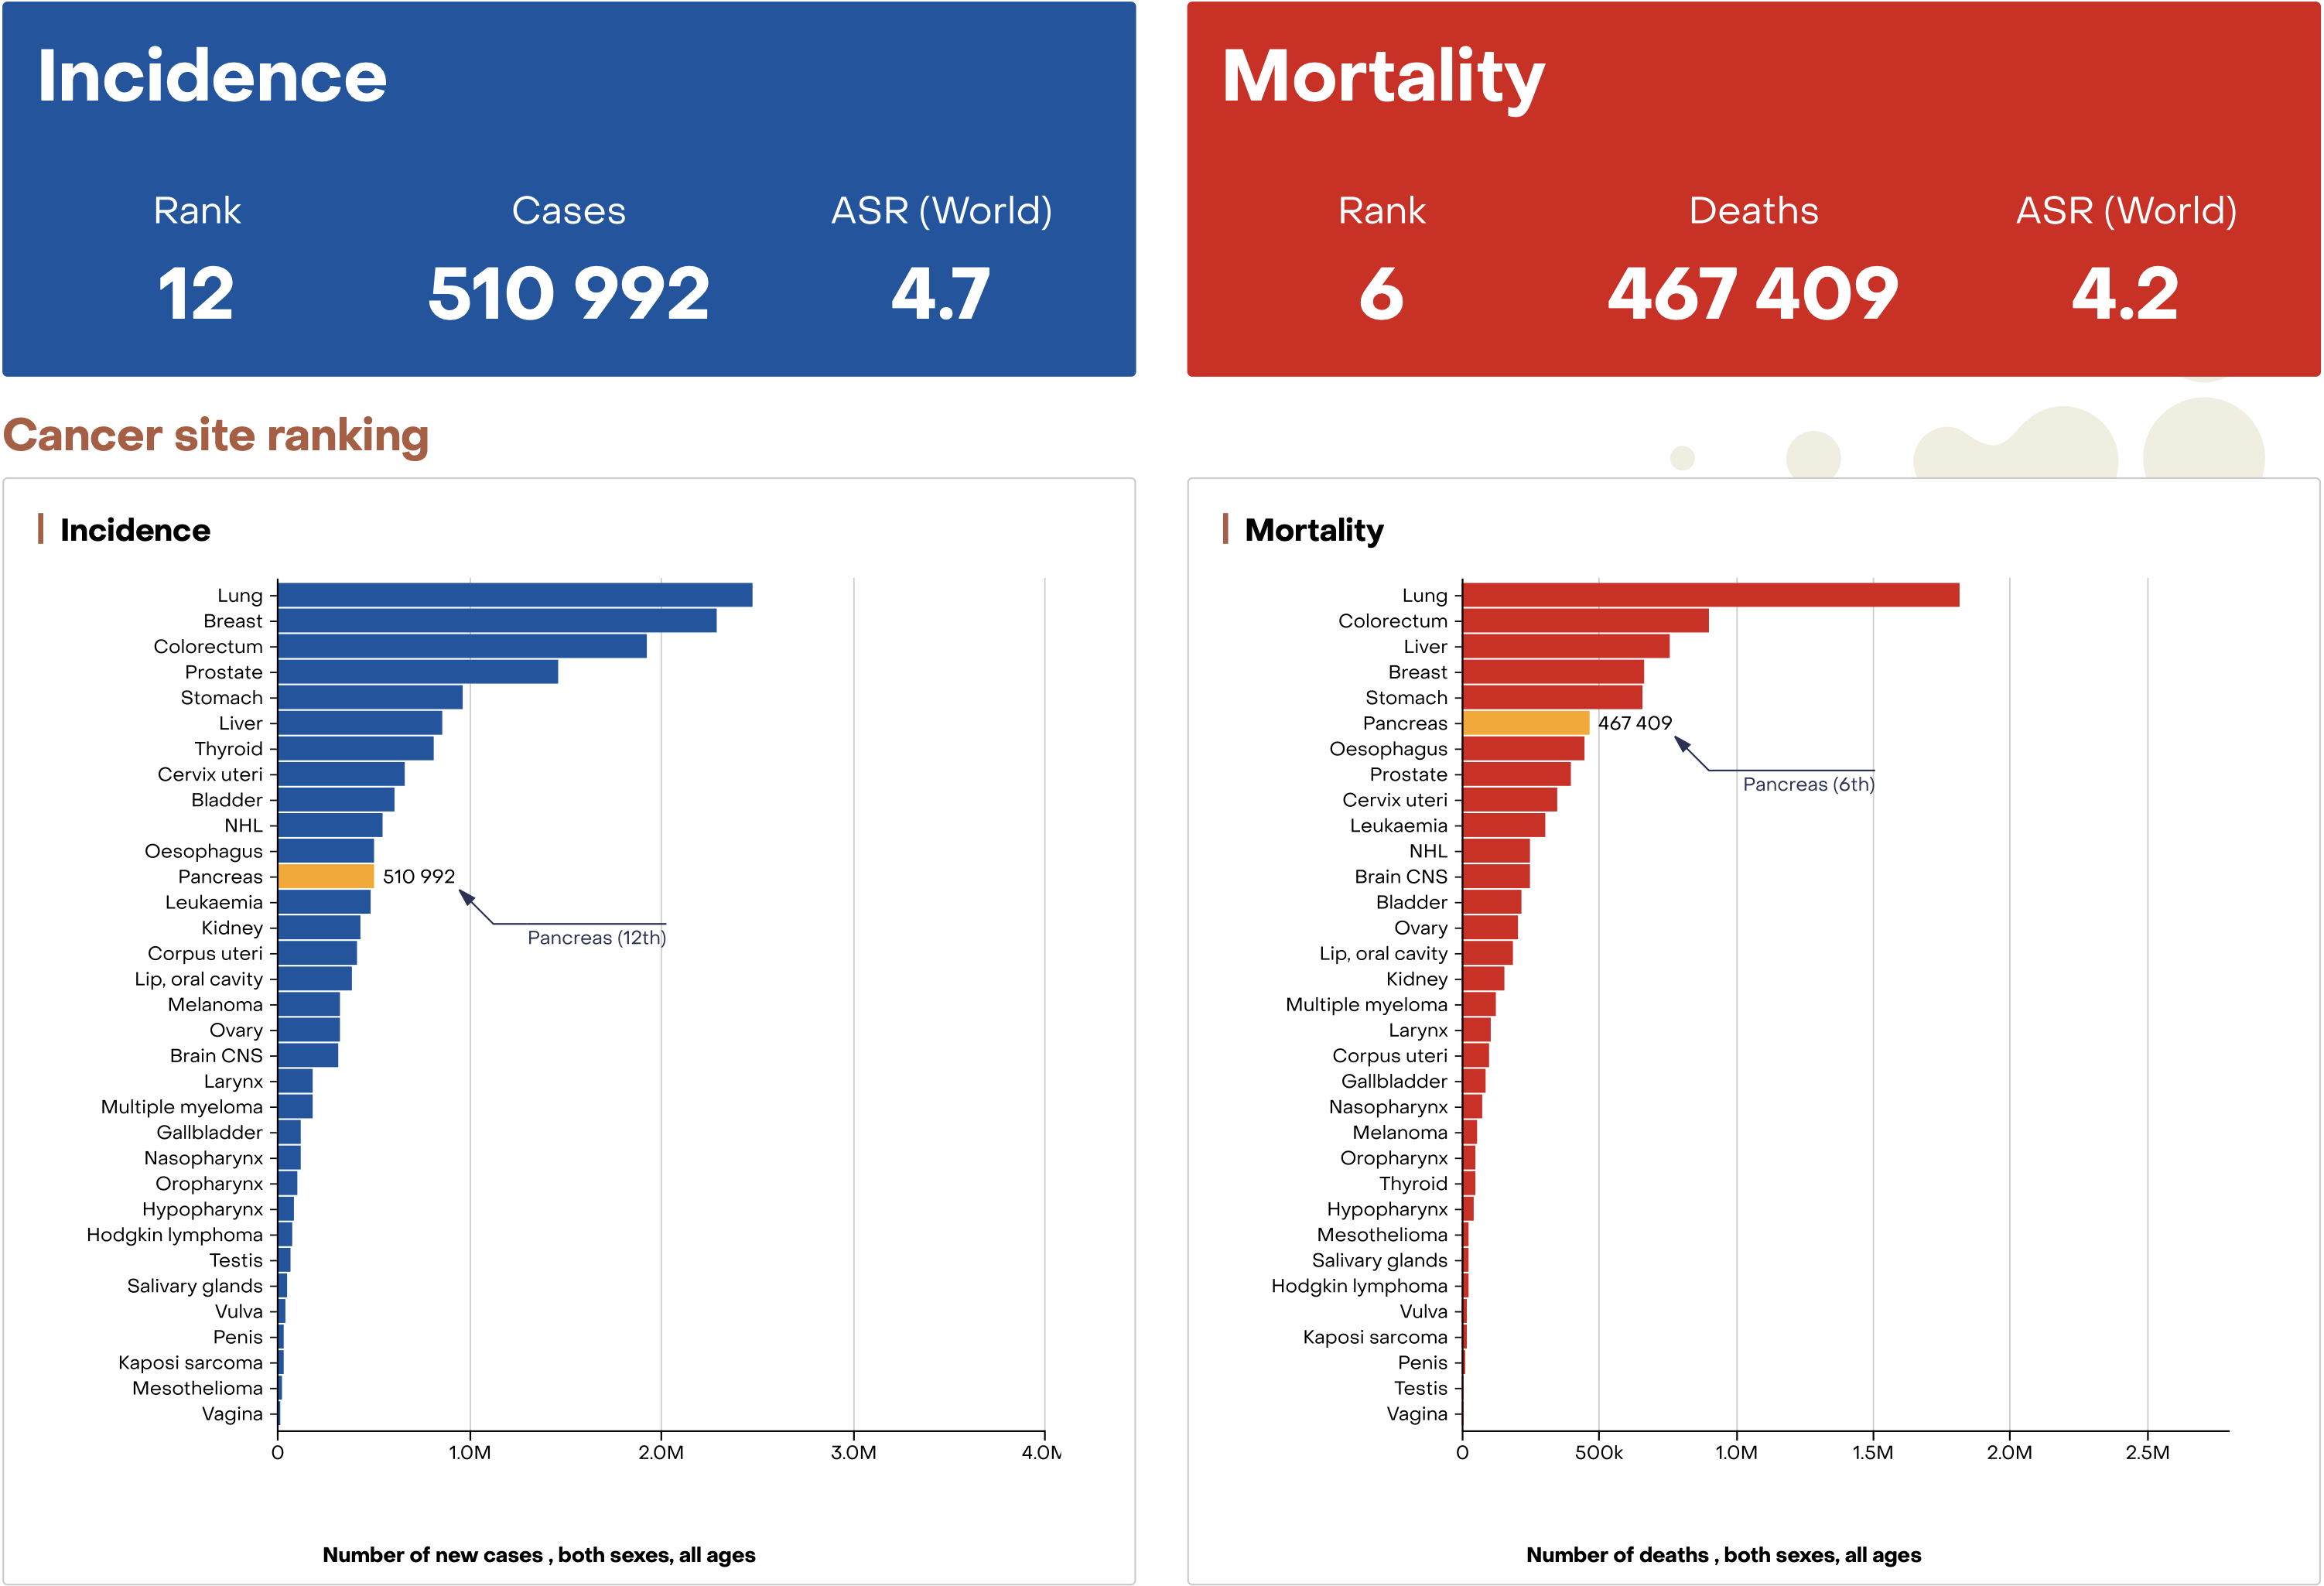 Incidence
Rank
Cases
ASR (World)
12
510 992
4.7
Mortality
Rank
Deaths
ASR (World)
6
467 409
4.2
Cancer site ranking
Incidence
Lung
Breast
Colorectum
Prostate
Stomach
Liver
Thyroid
Cervix uteri
Bladder
NHL
Oesophagus
Pancreas
510 992
Leukaemia
Kidney
Pancreas (12th)
Corpus uteri
Lip, oral cavity
Melanoma
Ovary
Brain CNS
Larynx
Multiple myeloma
Gallbladder
Nasopharynx
Oropharynx
Hypopharynx
Hodgkin lymphoma
Testis
Salivary glands
Vulva
Penis
Kaposi sarcoma
Mesothelioma
Vagina
0 1.0M 2.0M 3.0M 4.0M
Number of new cases , both sexes, all ages
Mortality
Lung
Colorectum
Liver
Breast
Stomach
Pancreas
467 409
Oesophagus
Prostate
Pancreas (6th)
Cervix uteri
Leukaemia
NHL
Brain CNS
Bladder
Ovary
Lip, oral cavity
Kidney
Multiple myeloma
Larynx
Corpus uteri
Gallbladder
Nasopharynx
Melanoma
Oropharynx
Thyroid
Hypopharynx
Mesothelioma
Salivary glands
Hodgkin lymphoma
Vulva
Kaposi sarcoma
Penis
Testis
Vagina
0 500k 1.0M 1.5M 2.0M 2.5M
Number of deaths , both sexes, all ages